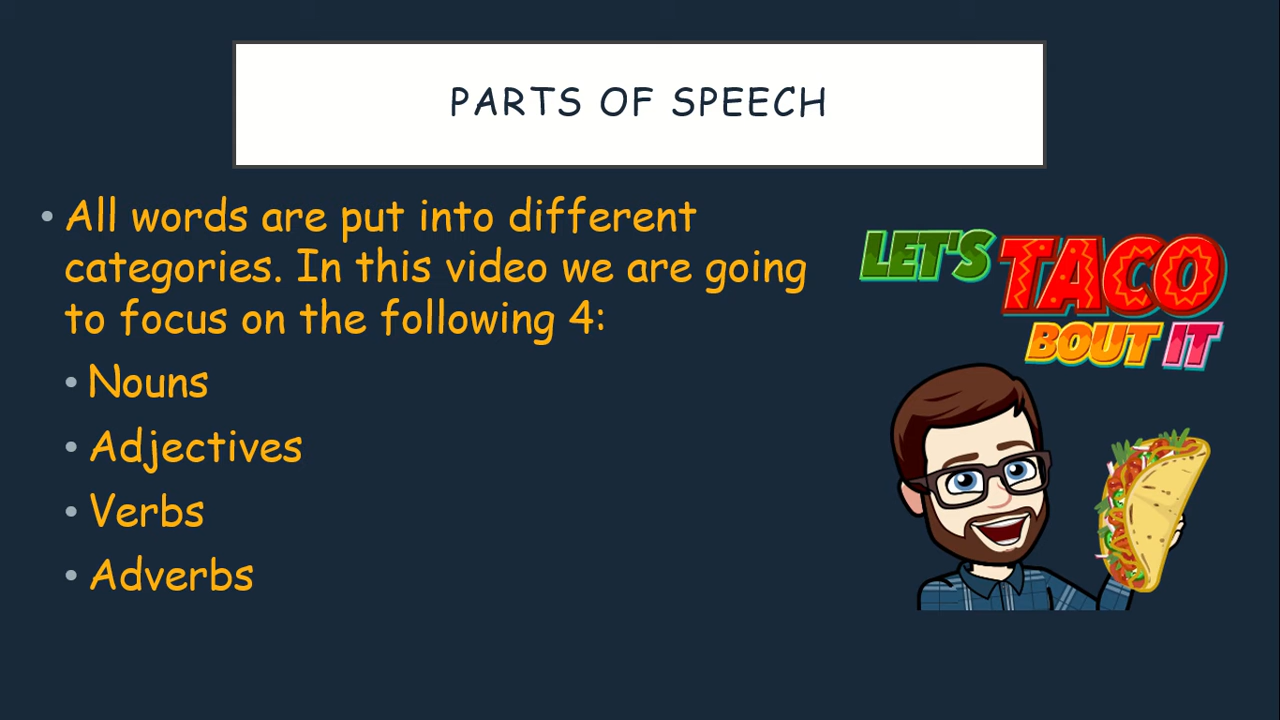 PARTS OF SPEECH
• All words are put into different
categories. In this video we are going
to focus on the following 4:
• Nouns
• Adjectives
• Verbs
• Adverbs
LET'S TACO
BOUT IT